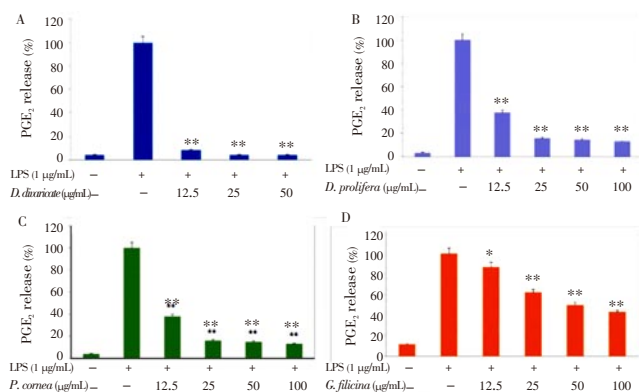 A
PGE2 release (%)
120
100
80
60
40
20
0
** ** **
LPS (1 μg/mL) – + + + +
D. divaricate (μg/mL) – – 12.5 25 50
B
PGE2 release (%)
120
100
80
60
40
20
0
** ** ** **
LPS (1 μg/mL) – + + + + +
D. prolifera (μg/mL) – – 12.5 25 50 100
C
PGE2 release (%)
120
100
80
60
40
20
0
** ** ** **
** ** ** **
LPS (1 μg/mL) – + + + + +
P. cornea (μg/mL) – – 12.5 25 50 100
D
PGE2 release (%)
120
100
80
60
40
20
0
* ** ** **
LPS (1 μg/mL) – + + + + +
G. filicina (μg/mL) – – 12.5 25 50 100